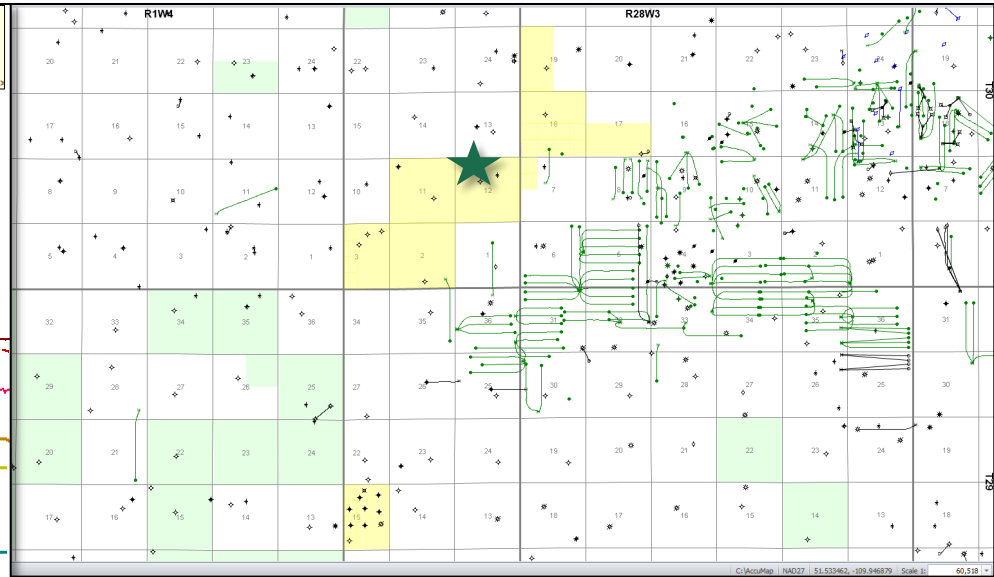 R1W4 R28W3
20 21 22 23 24 22 23 24 19 20 21 22 23 24 19
T30
17 16 15 14 13 15 14 13 18 17 16 14
8 9 10 11 12 10 11 12 7 8 9 10 11 12 7
5 4 3 2 1 3 2 1 6 5 4 3 2 1
32 33 34 35 36 34 35 36 31 32 33 34 35 36 31
29 28 27 26 25 27 26 25 30 29 28 27 26 25 30
20 21 22 23 24 22 23 24 19 20 21 22 23 24 19
T29
17 16 15 14 13 15 14 13 18 17 16 15 14 13 18
C:\AccuMap NAD27 51.533462, -109.946879 Scale 1: 60,518